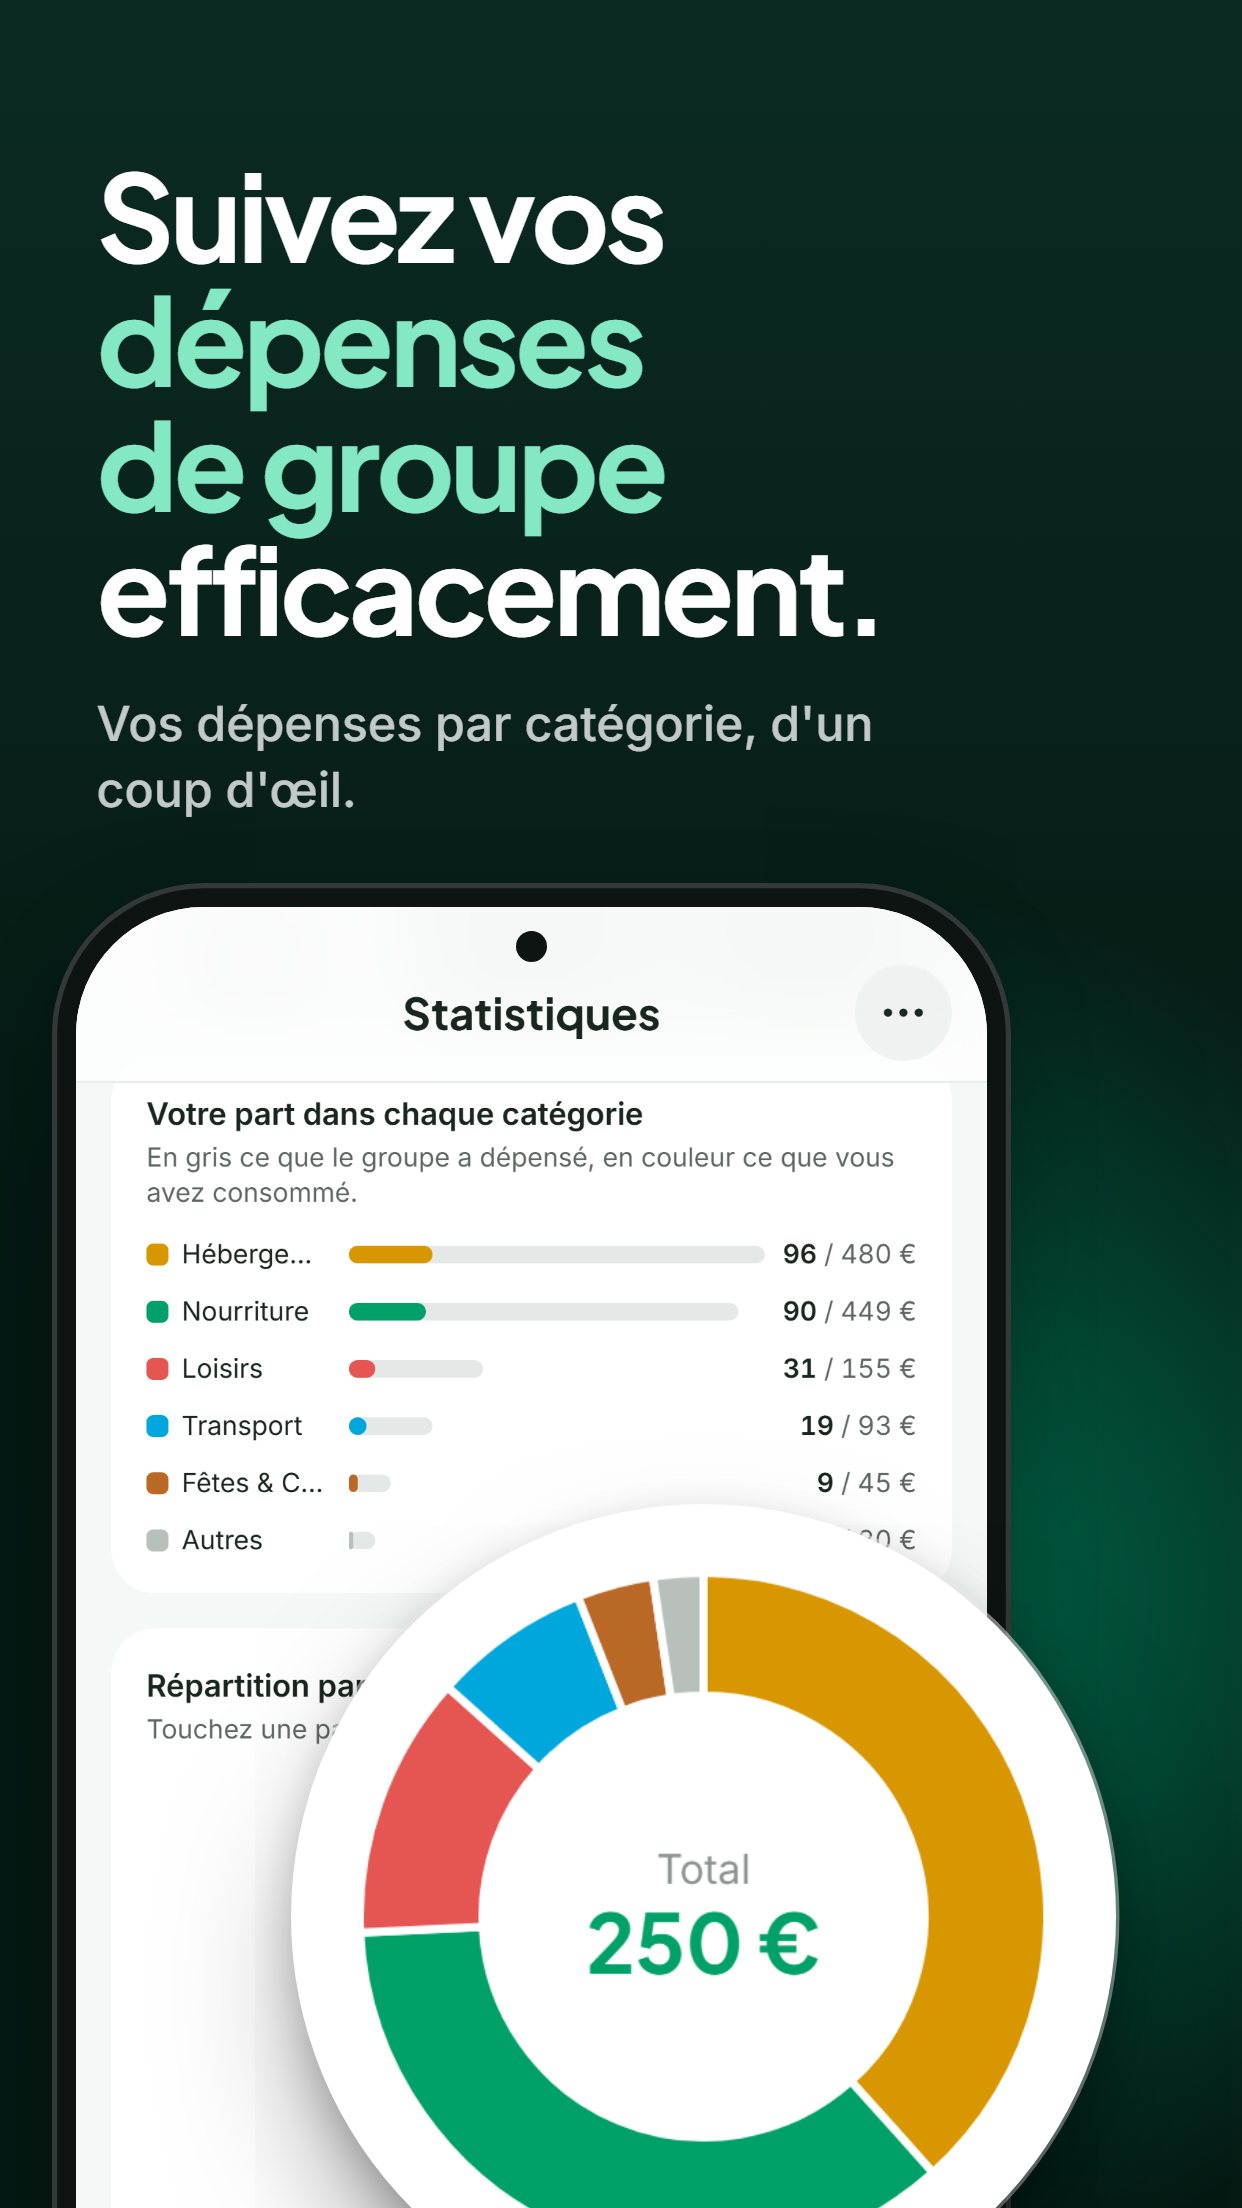 Suivez vos
dépenses
de groupe
efficacement.
Vos dépenses par catégorie, d'un
coup d'œil.
Statistiques
Votre part dans chaque catégorie
En gris ce que le groupe a dépensé, en couleur ce que vous
avez consommé.
Héberge... 96 / 480 €
Nourriture 90 / 449 €
Loisirs 31 / 155 €
Transport 19 / 93 €
Fêtes & C... 9 / 45 €
Autres €
Répartition
Touchez une
Total
250 €